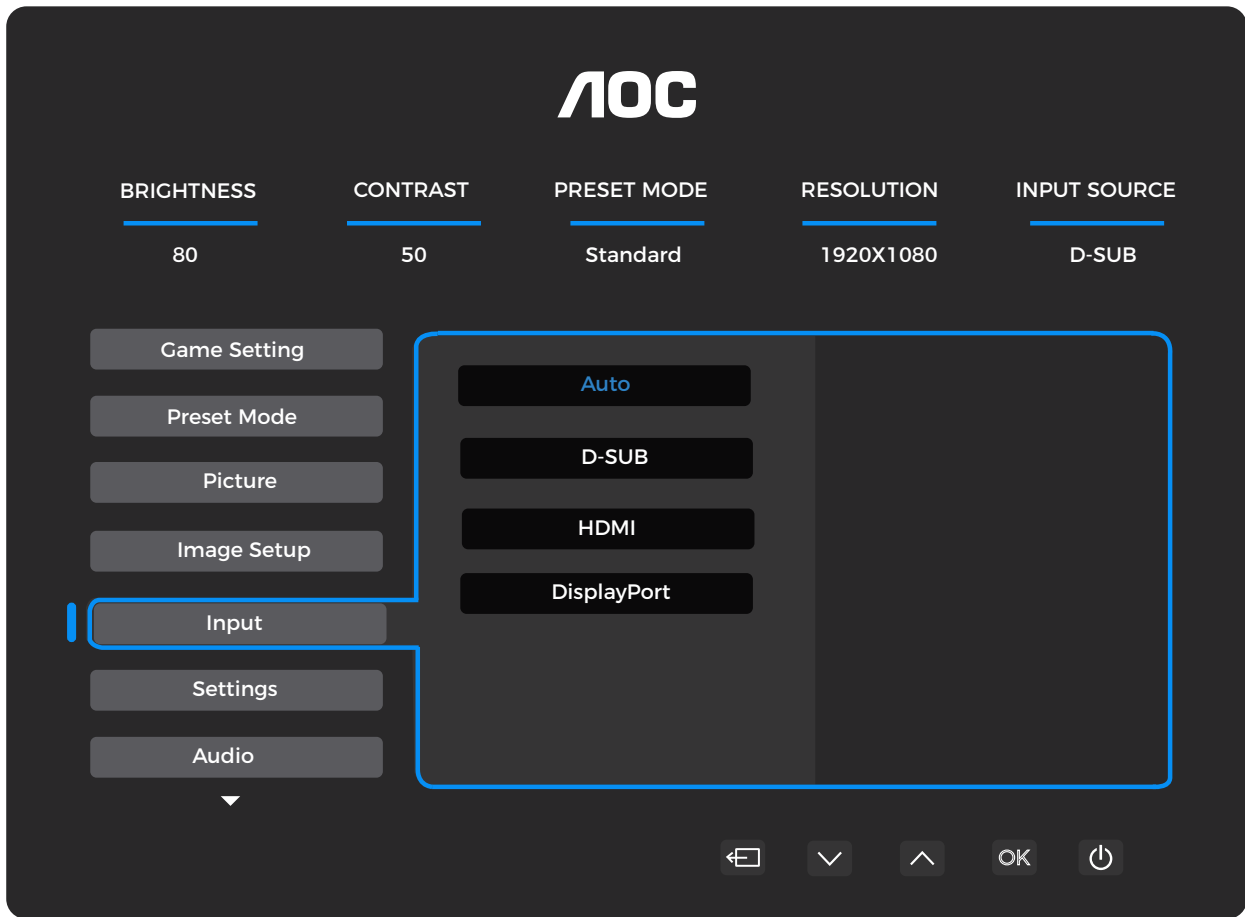 AOC
BRIGHTNESS CONTRAST PRESET MODE RESOLUTION INPUT SOURCE
80 50 Standard 1920X1080 D-SUB
Game Setting
Preset Mode
Picture
Image Setup
Input
Settings
Audio
Auto
D-SUB
HDMI
DisplayPort
OK